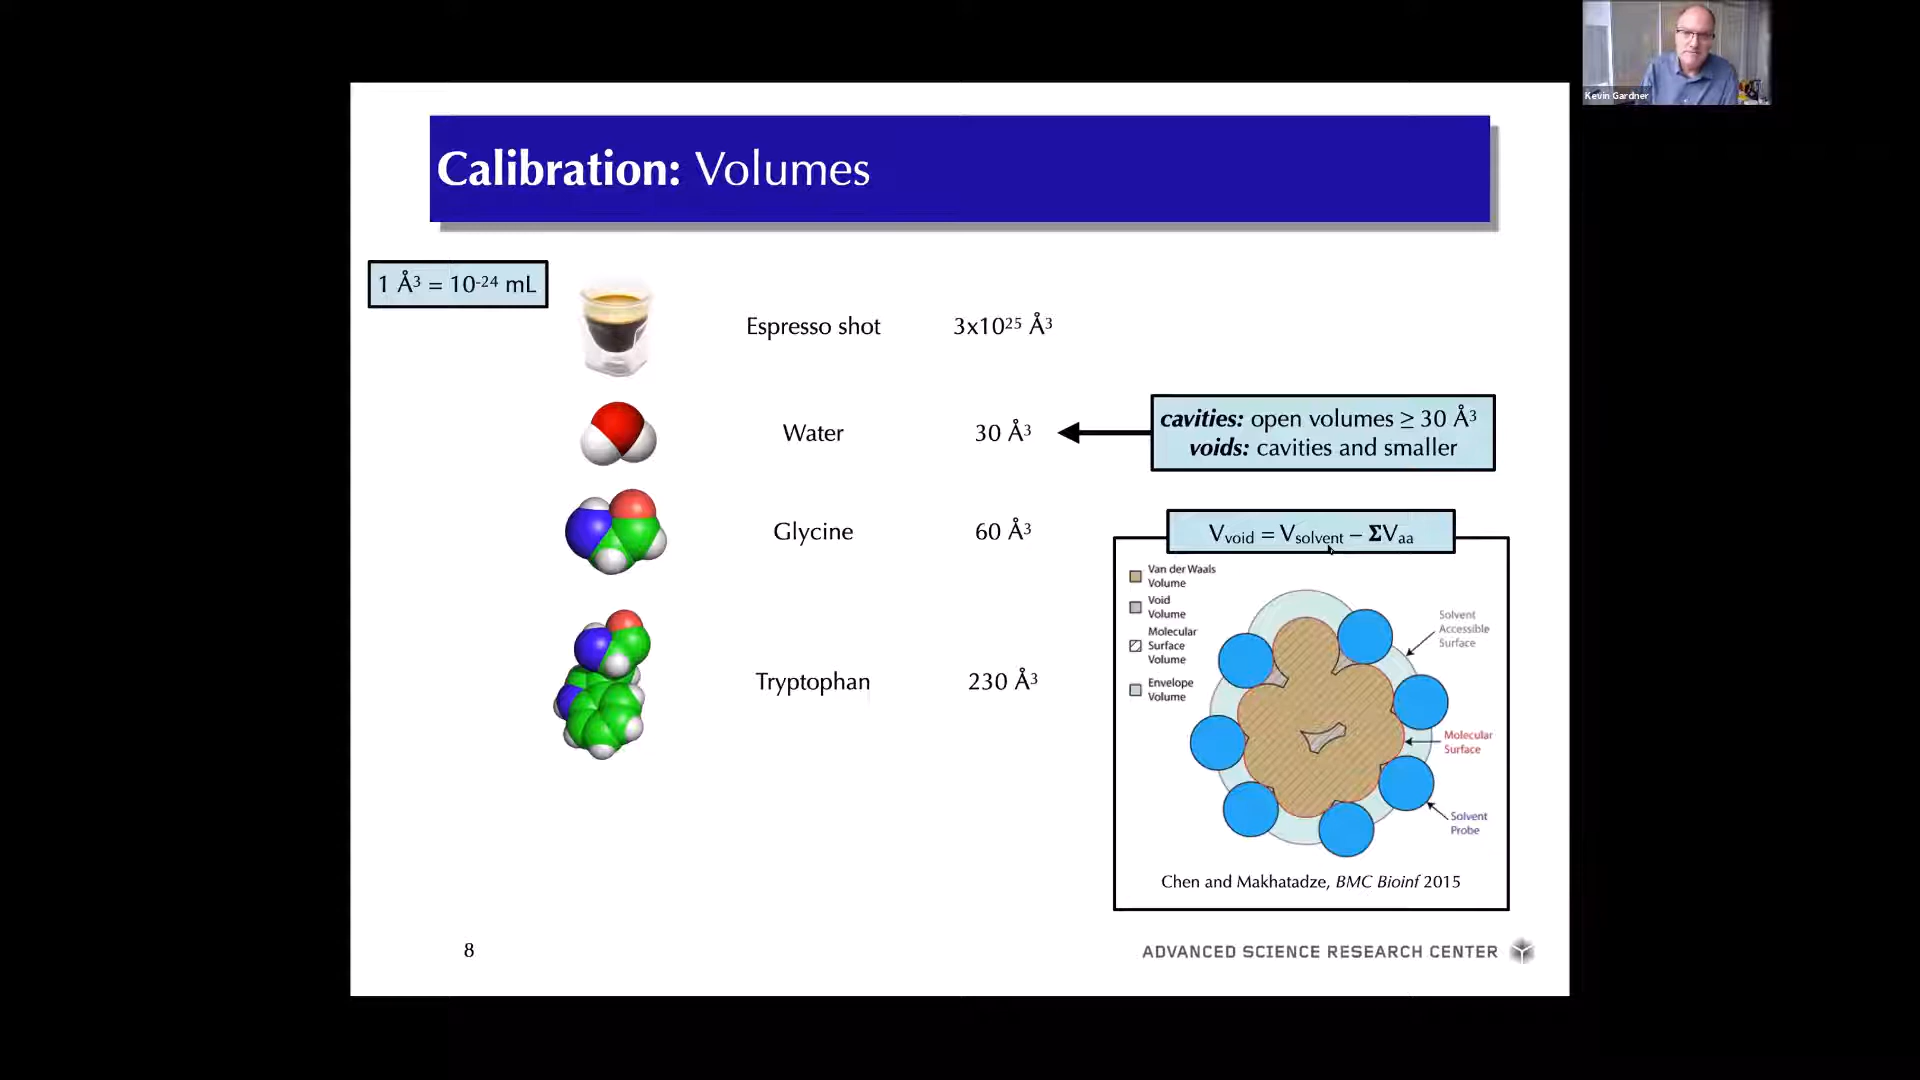 Kevin Gardner
Calibration: Volumes
1 Å³ = 10⁻²⁴ mL
Espresso shot 3x10²⁵ Å³
Water 30 Å³
cavities: open volumes ≥ 30 Å³
voids: cavities and smaller
Glycine 60 Å³
Tryptophan 230 Å³
Vvoid = Vsolvent – ΣVaa
Van der Waals
Volume
Void
Volume
Molecular
Surface
Volume
Envelope
Volume
Solvent
Accessible
Surface
Molecular
Surface
Solvent
Probe
Chen and Makhatadze, BMC Bioinf 2015
8
ADVANCED SCIENCE RESEARCH CENTER